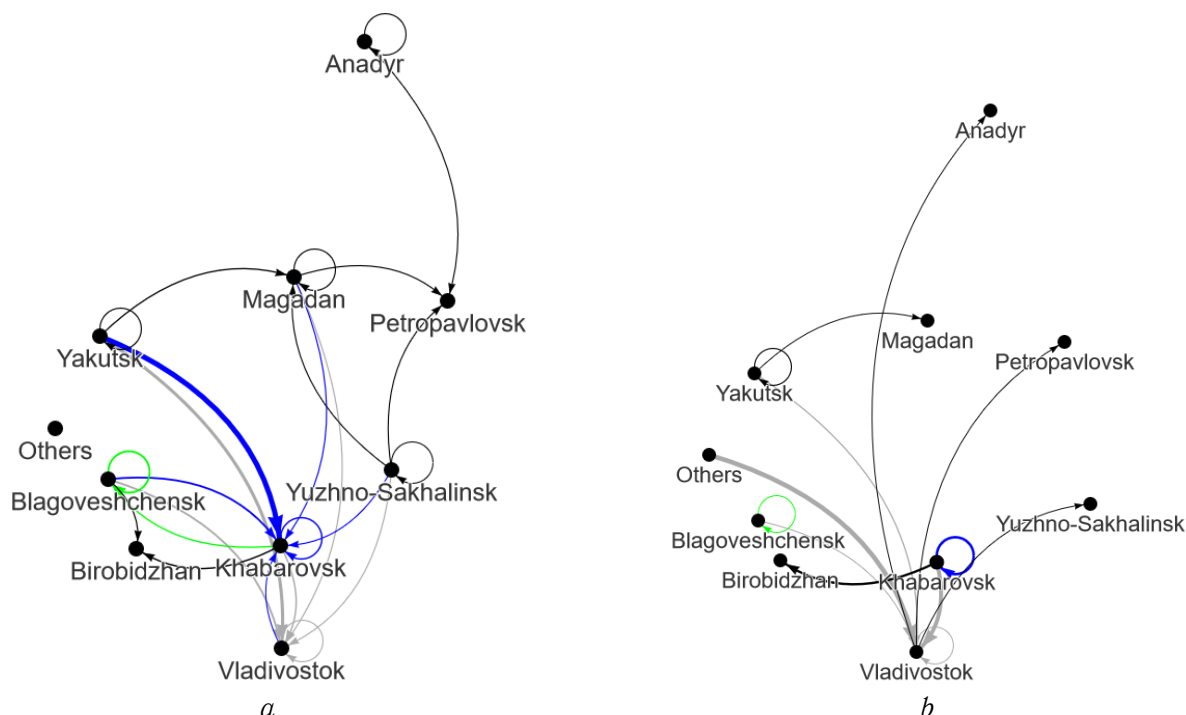 Anadyr
Magadan
Petropavlovsk
Yakutsk
Others
Blagoveshchensk
Yuzhno-Sakhalinsk
Birobidzhan
Khabarovsk
Vladivostok
a
Anadyr
Magadan
Petropavlovsk
Yakutsk
Others
Yuzhno-Sakhalinsk
Blagoveshchensk
Birobidzhan
Khabarovsk
Vladivostok
b